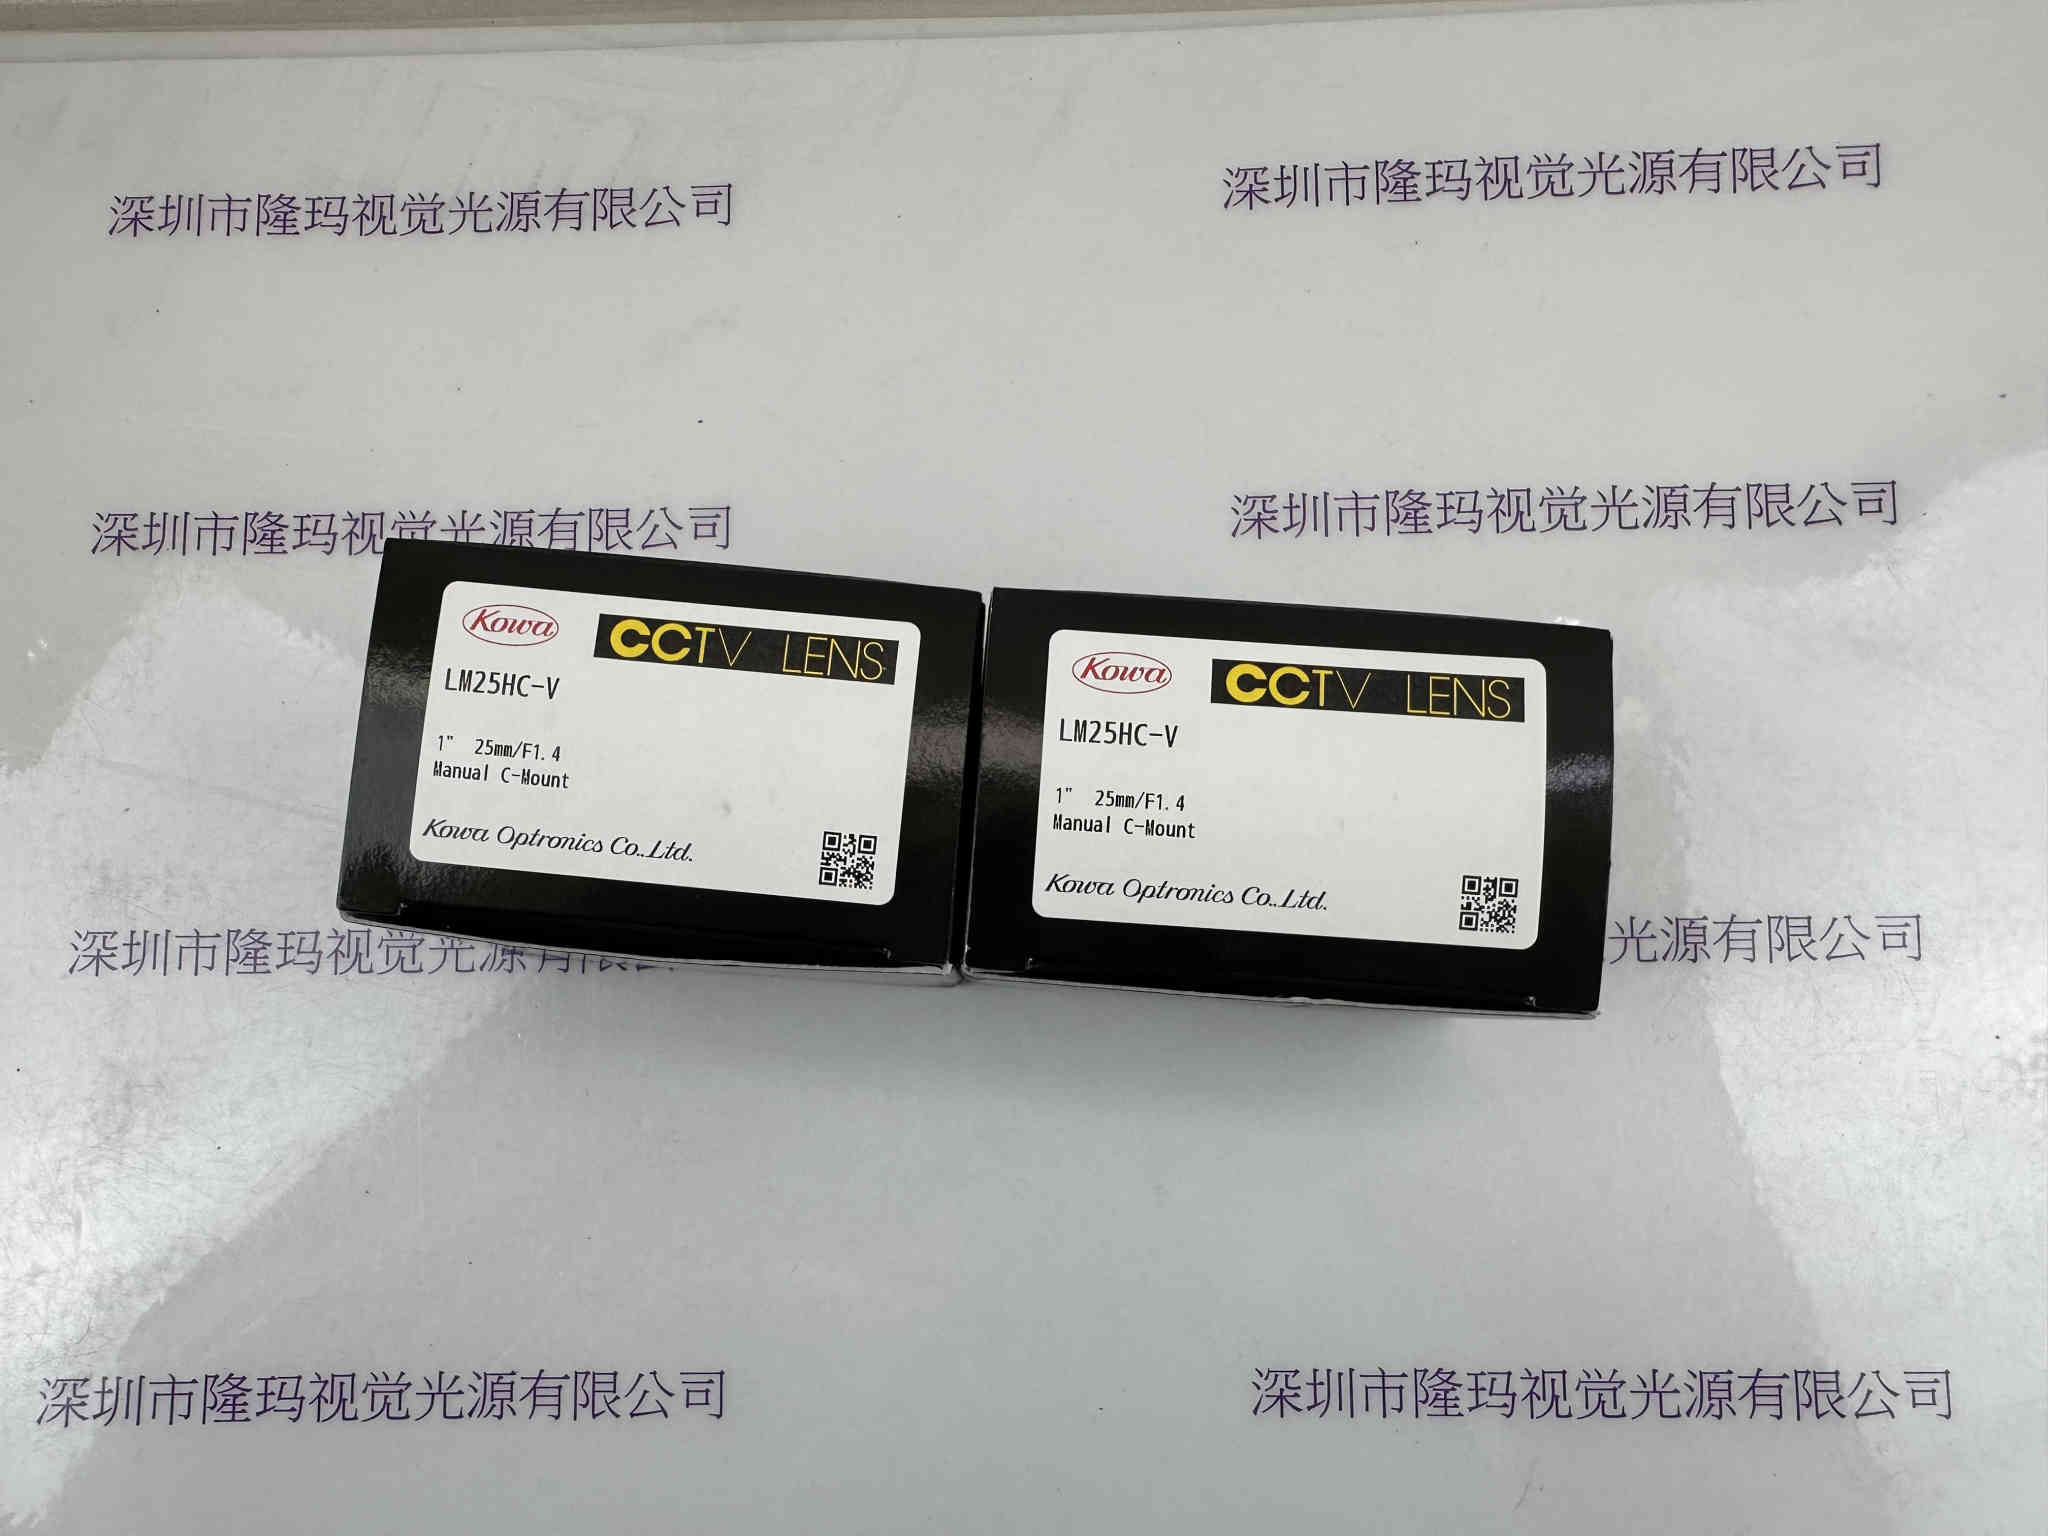 深圳市隆玛视觉光源有限公司
深圳市隆玛视觉光源有限公司
深圳市隆玛视觉光源有限公司
深圳市隆玛视觉光源有限公司
Kowa
CCTV LENS
LM25HC-V
1" 25mm/F1.4
Manual C-Mount
Kowa Optronics Co.,Ltd.
Kowa
CCTV LENS
LM25HC-V
1" 25mm/F1.4
Manual C-Mount
Kowa Optronics Co.,Ltd.
深圳市隆玛视觉光源有限
光源有限公司
深圳市隆玛视觉光源有限公司
深圳市隆玛视觉光源有限公司